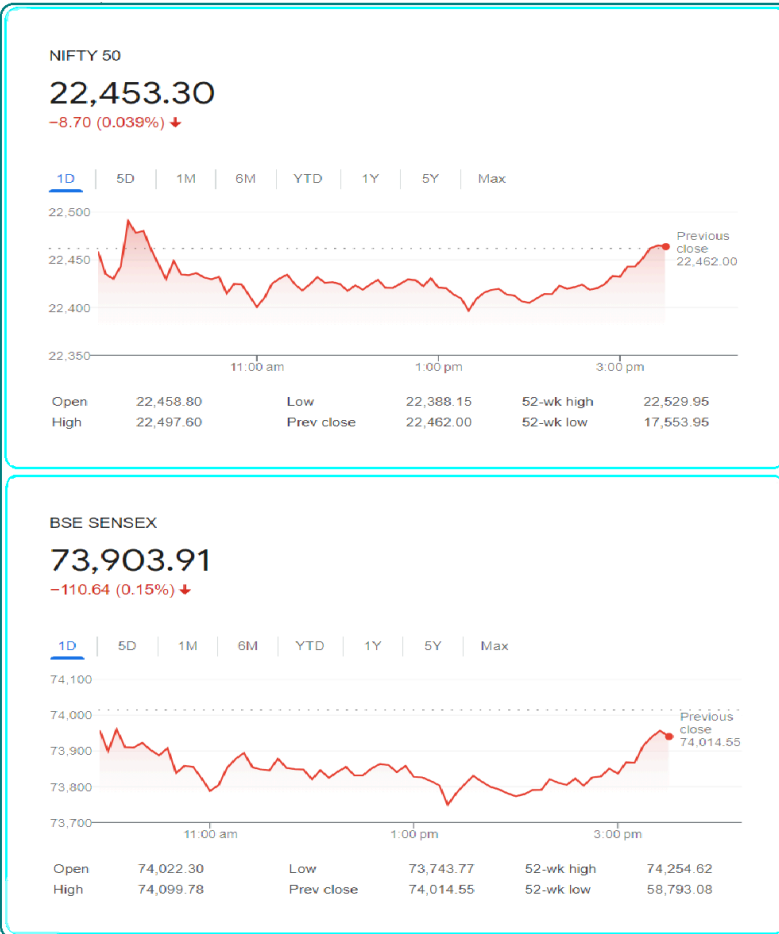 NIFTY 50
22,453.30
−8.70 (0.039%)
1D 5D 1M 6M YTD 1Y 5Y Max
22,500
22,450
22,400
22,350
Previous
close
22,462.00
11:00 am 1:00 pm 3:00 pm
Open 22,458.80 Low 22,388.15 52-wk high 22,529.95
High 22,497.60 Prev close 22,462.00 52-wk low 17,553.95
BSE SENSEX
73,903.91
−110.64 (0.15%)
1D 5D 1M 6M YTD 1Y 5Y Max
74,100
74,000
73,900
73,800
73,700
Previous
close
74,014.55
11:00 am 1:00 pm 3:00 pm
Open 74,022.30 Low 73,743.77 52-wk high 74,254.62
High 74,099.78 Prev close 74,014.55 52-wk low 58,793.08